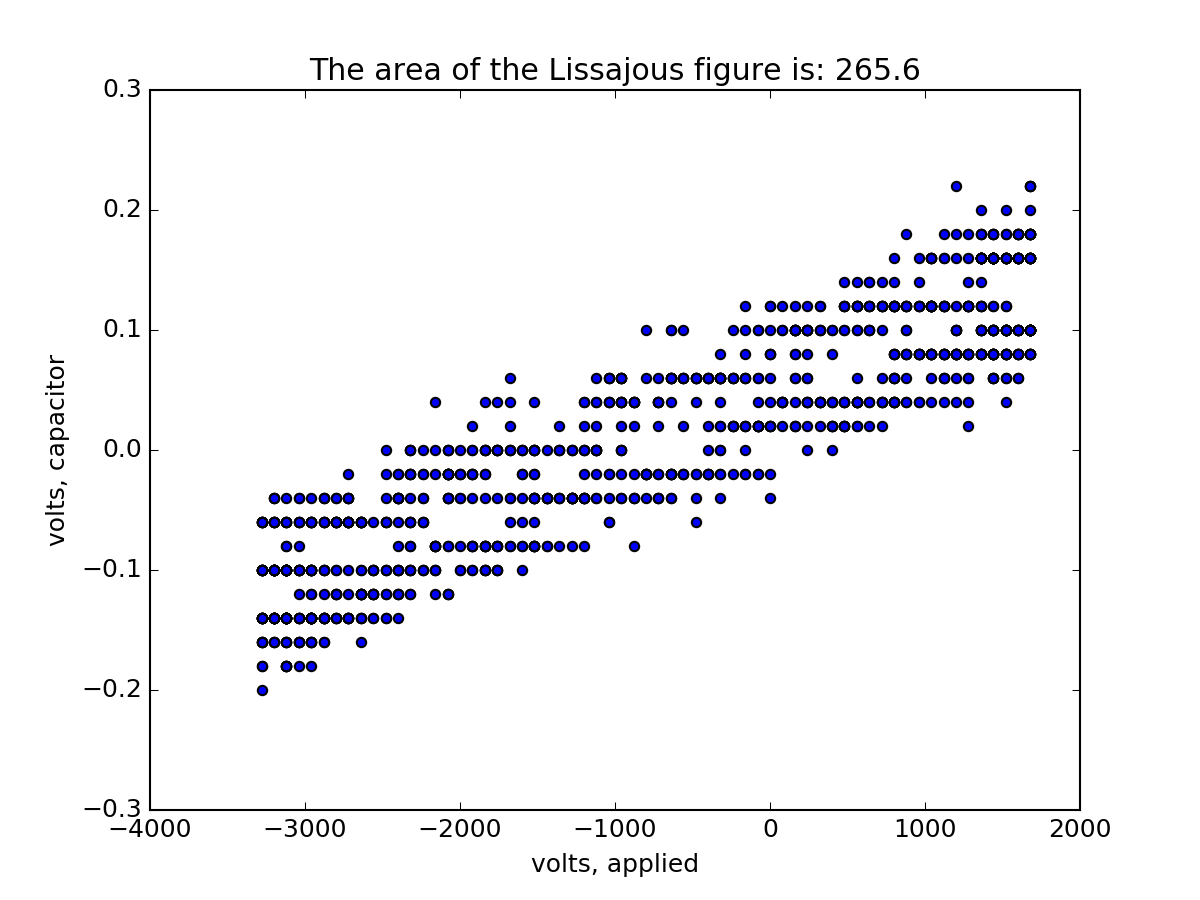 The area of the Lissajous figure is: 265.6
0.3
0.2
0.1
0.0
−0.1
−0.2
−0.3
volts, capacitor
−4000 −3000 −2000 −1000 0 1000 2000
volts, applied